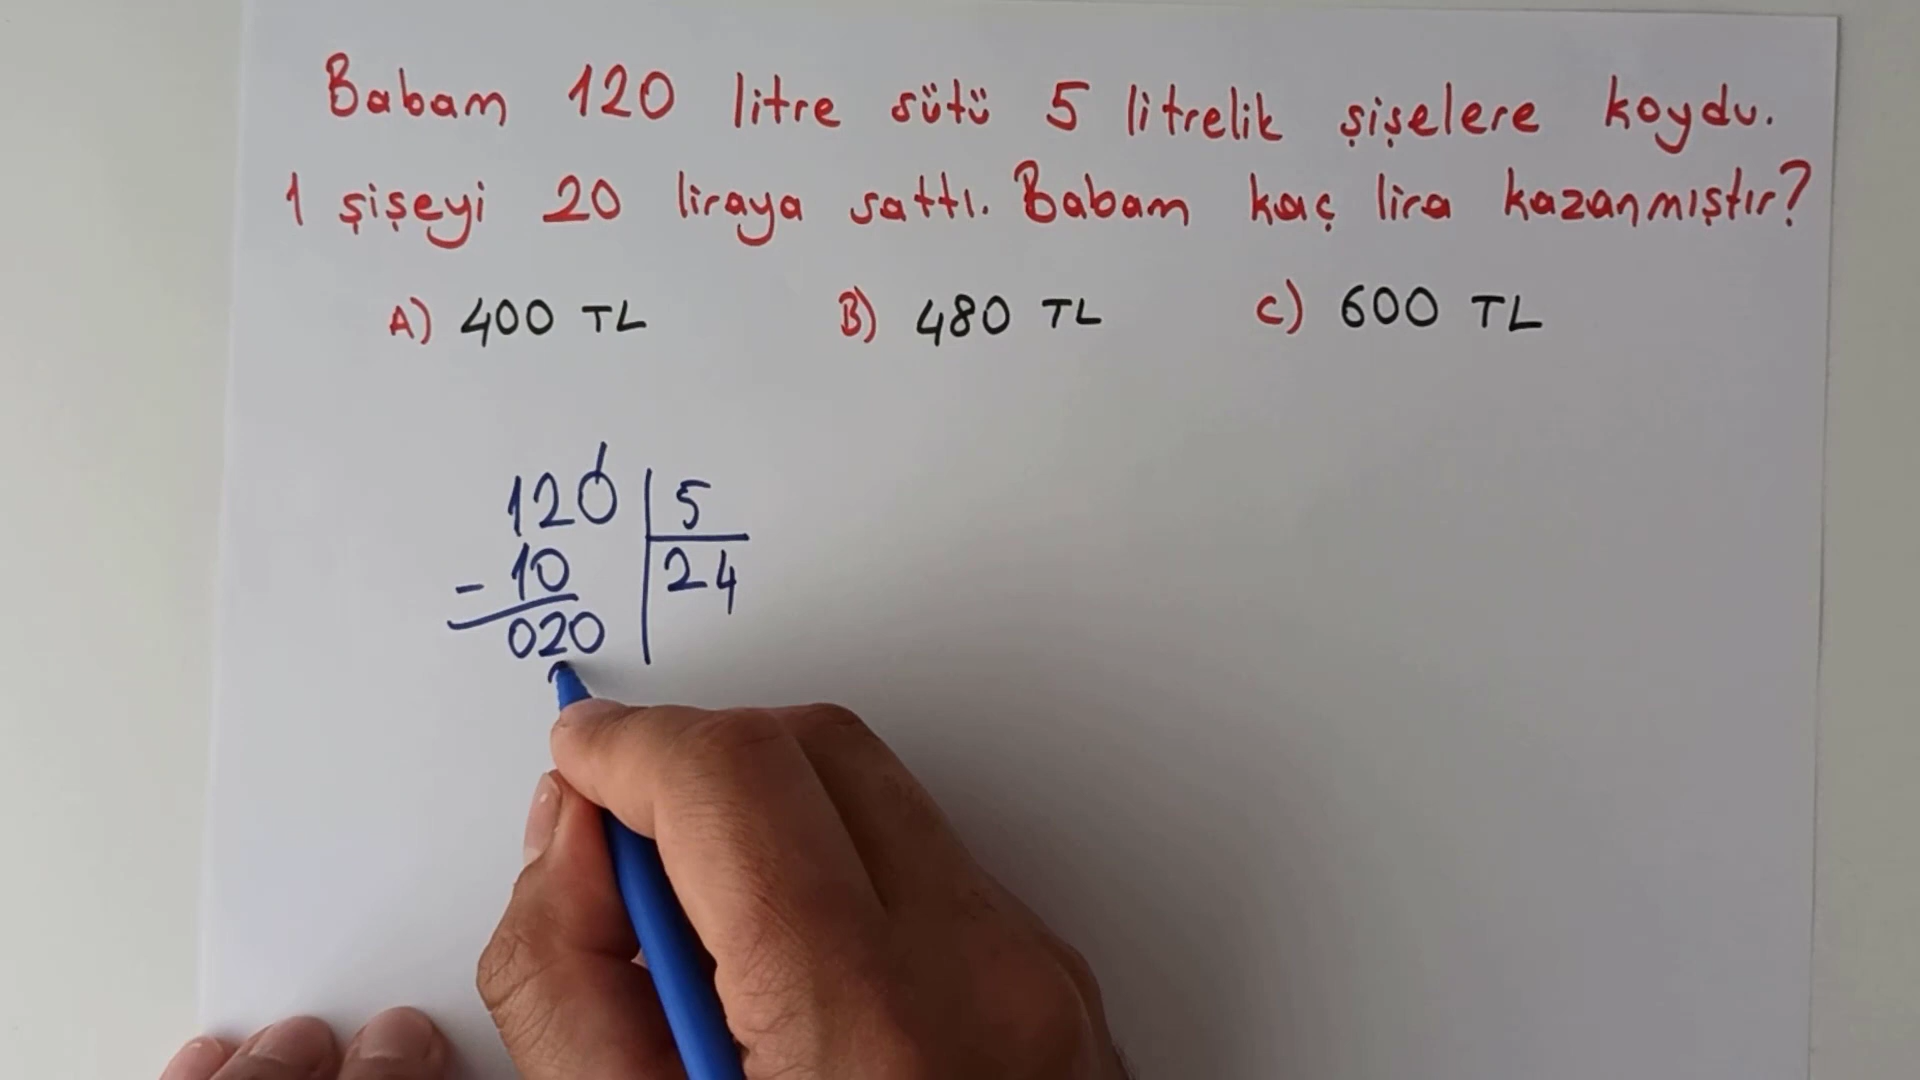 Babam 120 litre sütü 5 litrelik şişelere koydu.
1 şişeyi 20 liraya sattı. Babam kaç lira kazanmıştır?
A) 400 TL B) 480 TL C) 600 TL
120 5
- 10 24
020